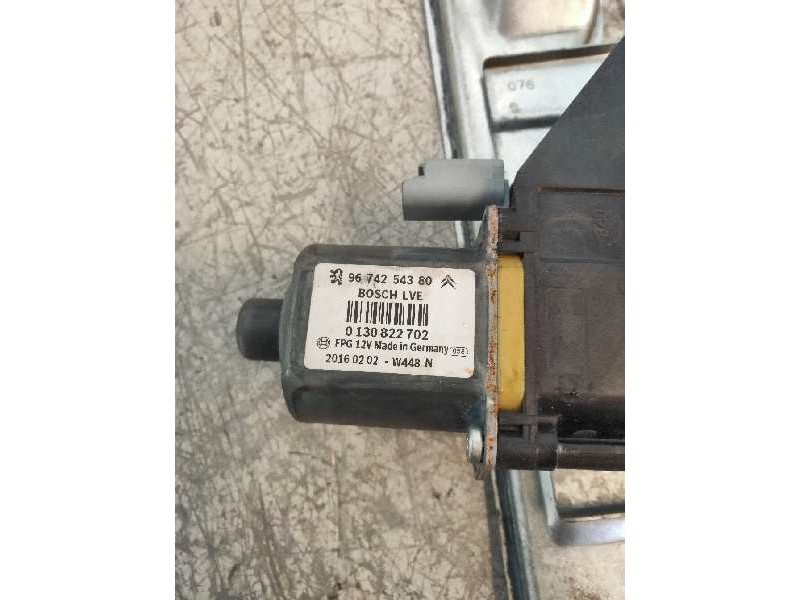 076
96 742 543 80
BOSCH LVE
0 130 822 702
FPG 12V Made in Germany
2016 02 02 - W448 N